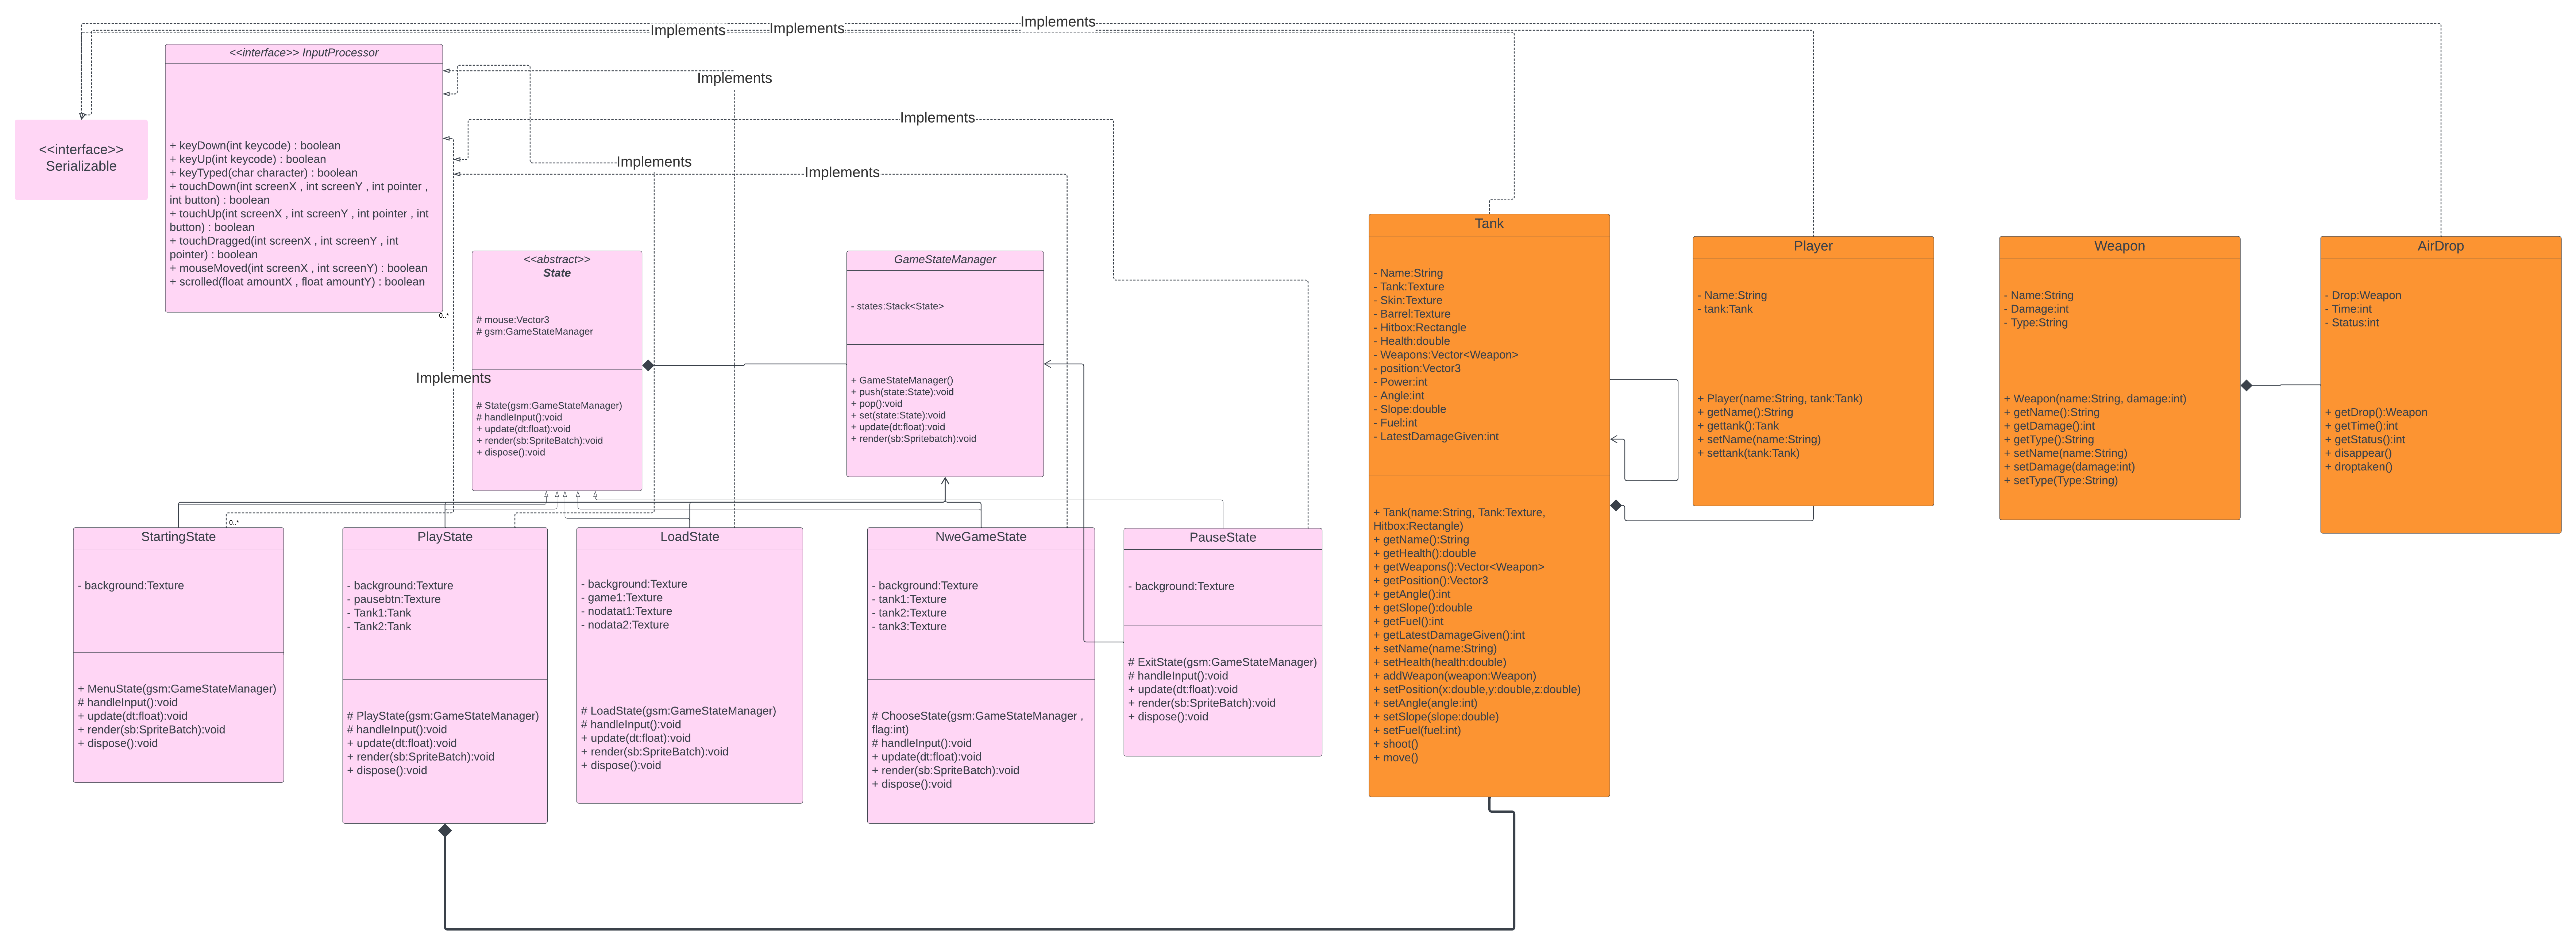 Implements
Implements
Implements
<<interface>> InputProcessor
+ keyDown(int keycode) : boolean
+ keyUp(int keycode) : boolean
+ keyTyped(char character) : boolean
+ touchDown(int screenX , int screenY , int pointer ,
int button) : boolean
+ touchUp(int screenX , int screenY , int pointer , int
button) : boolean
+ touchDragged(int screenX , int screenY , int
pointer) : boolean
+ mouseMoved(int screenX , int screenY) : boolean
+ scrolled(float amountX , float amountY) : boolean
0..*
<<interface>>
Serializable
Implements
Implements
Implements
Implements
Implements
<<abstract>>
State
# mouse:Vector3
# gsm:GameStateManager
# State(gsm:GameStateManager)
# handleInput():void
+ update(dt:float):void
+ render(sb:SpriteBatch):void
+ dispose():void
GameStateManager
- states:Stack<State>
+ GameStateManager()
+ push(state:State):void
+ pop():void
+ set(state:State):void
+ update(dt:float):void
+ render(sb:Spritebatch):void
0..*
StartingState
- background:Texture
+ MenuState(gsm:GameStateManager)
# handleInput():void
+ update(dt:float):void
+ render(sb:SpriteBatch):void
+ dispose():void
PlayState
- background:Texture
- pausebtn:Texture
- Tank1:Tank
- Tank2:Tank
# PlayState(gsm:GameStateManager)
# handleInput():void
+ update(dt:float):void
+ render(sb:SpriteBatch):void
+ dispose():void
LoadState
- background:Texture
- game1:Texture
- nodatat1:Texture
- nodata2:Texture
# LoadState(gsm:GameStateManager)
# handleInput():void
+ update(dt:float):void
+ render(sb:SpriteBatch):void
+ dispose():void
NweGameState
- background:Texture
- tank1:Texture
- tank2:Texture
- tank3:Texture
# ChooseState(gsm:GameStateManager ,
flag:int)
# handleInput():void
+ update(dt:float):void
+ render(sb:SpriteBatch):void
+ dispose():void
PauseState
- background:Texture
# ExitState(gsm:GameStateManager)
# handleInput():void
+ update(dt:float):void
+ render(sb:SpriteBatch):void
+ dispose():void
Tank
- Name:String
- Tank:Texture
- Skin:Texture
- Barrel:Texture
- Hitbox:Rectangle
- Health:double
- Weapons:Vector<Weapon>
- position:Vector3
- Power:int
- Angle:int
- Slope:double
- Fuel:int
- LatestDamageGiven:int
+ Tank(name:String, Tank:Texture,
Hitbox:Rectangle)
+ getName():String
+ getHealth():double
+ getWeapons():Vector<Weapon>
+ getPosition():Vector3
+ getAngle():int
+ getSlope():double
+ getFuel():int
+ getLatestDamageGiven():int
+ setName(name:String)
+ setHealth(health:double)
+ addWeapon(weapon:Weapon)
+ setPosition(x:double,y:double,z:double)
+ setAngle(angle:int)
+ setSlope(slope:double)
+ setFuel(fuel:int)
+ shoot()
+ move()
Player
- Name:String
- tank:Tank
+ Player(name:String, tank:Tank)
+ getName():String
+ gettank():Tank
+ setName(name:String)
+ settank(tank:Tank)
Weapon
- Name:String
- Damage:int
- Type:String
+ Weapon(name:String, damage:int)
+ getName():String
+ getDamage():int
+ getType():String
+ setName(name:String)
+ setDamage(damage:int)
+ setType(Type:String)
AirDrop
- Drop:Weapon
- Time:int
- Status:int
+ getDrop():Weapon
+ getTime():int
+ getStatus():int
+ disappear()
+ droptaken()